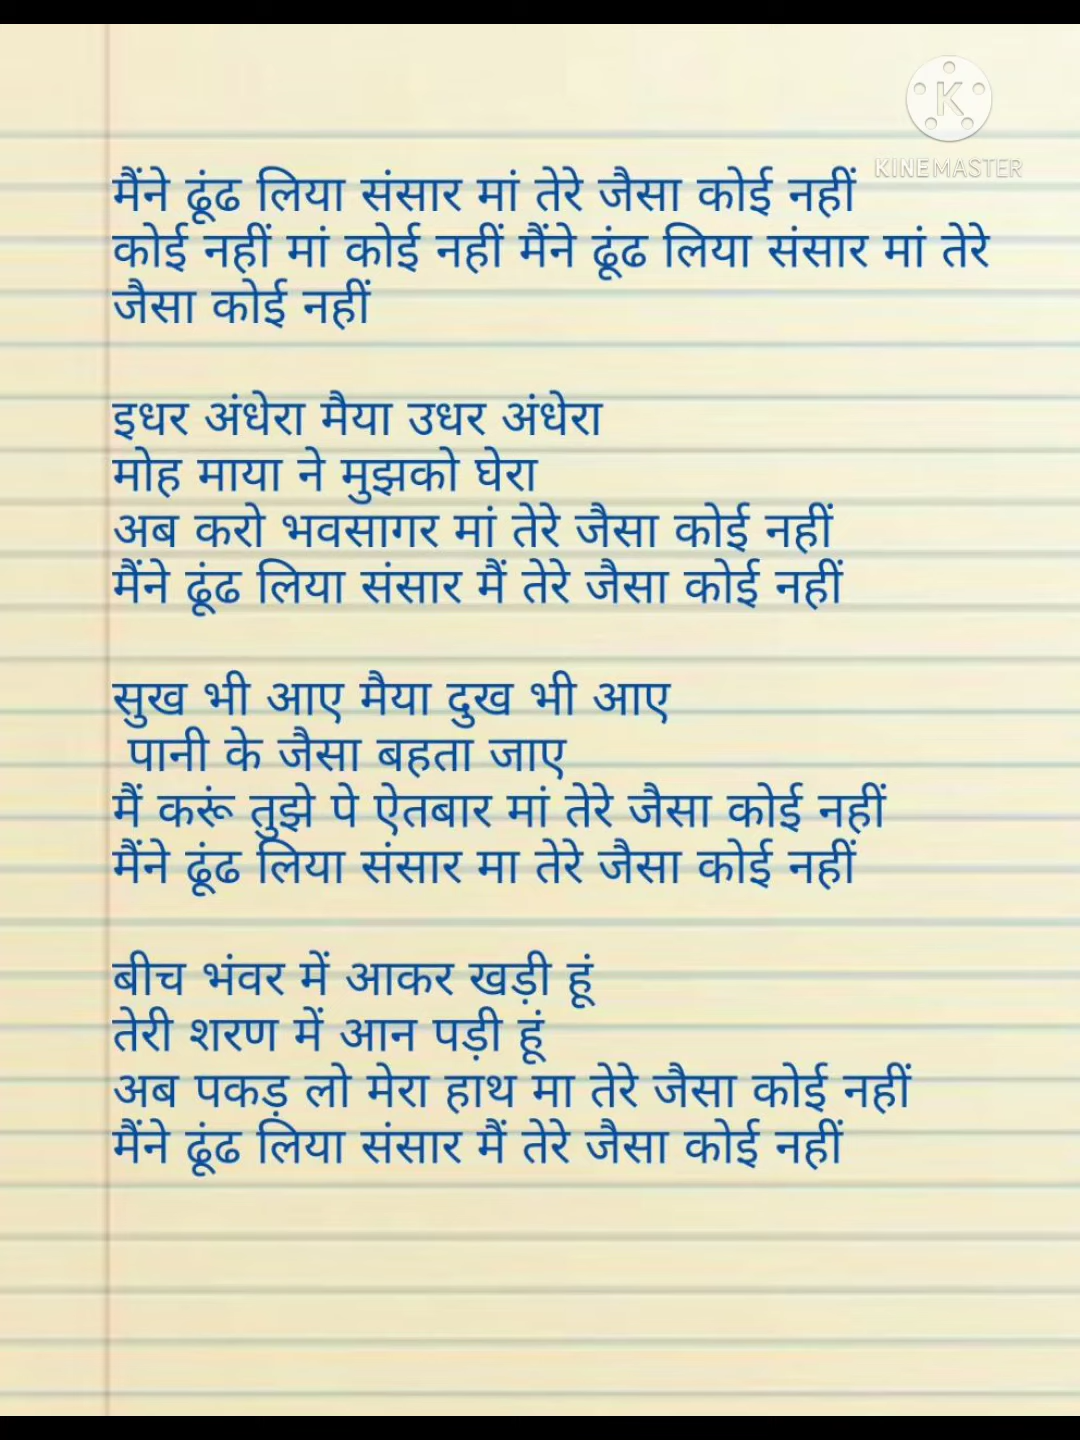 KINEMASTER
मैंने ढूंढ लिया संसार मां तेरे जैसा कोई नहीं
कोई नहीं मां कोई नहीं मैंने ढूंढ लिया संसार मां तेरे
जैसा कोई नहीं
इधर अंधेरा मैया उधर अंधेरा
मोह माया ने मुझको घेरा
अब करो भवसागर मां तेरे जैसा कोई नहीं
मैंने ढूंढ लिया संसार मैं तेरे जैसा कोई नहीं
सुख भी आए मैया दुख भी आए
पानी के जैसा बहता जाए
मैं करूं तुझे पे ऐतबार मां तेरे जैसा कोई नहीं
मैंने ढूंढ लिया संसार मा तेरे जैसा कोई नहीं
बीच भंवर में आकर खड़ी हूं
तेरी शरण में आन पड़ी हूं
अब पकड़ लो मेरा हाथ मा तेरे जैसा कोई नहीं
मैंने ढूंढ लिया संसार मैं तेरे जैसा कोई नहीं